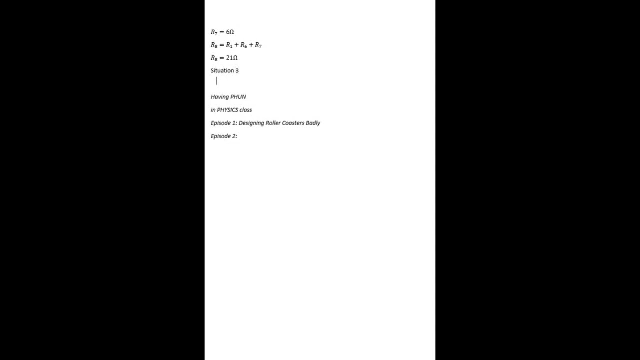 R₇ = 6Ω
R₈ = R₁ + R₆ + R₇
R₈ = 21Ω
Situation 3
Having PHUN
in PHYSICS class
Episode 1: Designing Roller Coasters Badly
Episode 2: